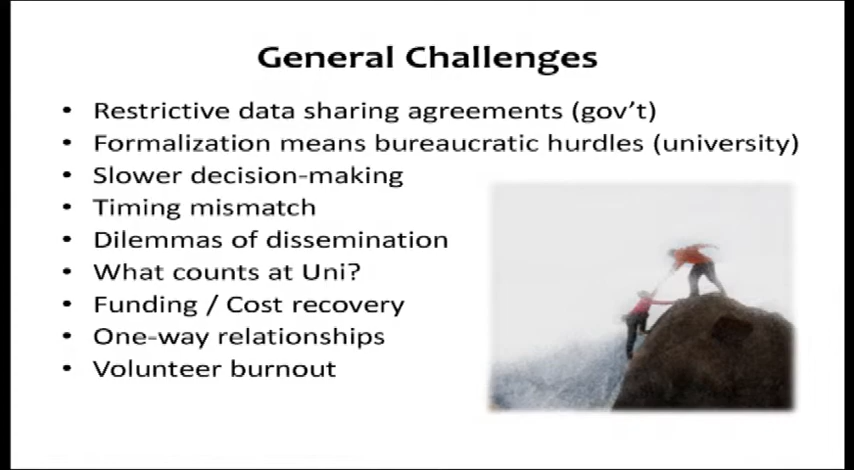 General Challenges
• Restrictive data sharing agreements (gov't)
• Formalization means bureaucratic hurdles (university)
• Slower decision-making
• Timing mismatch
• Dilemmas of dissemination
• What counts at Uni?
• Funding / Cost recovery
• One-way relationships
• Volunteer burnout